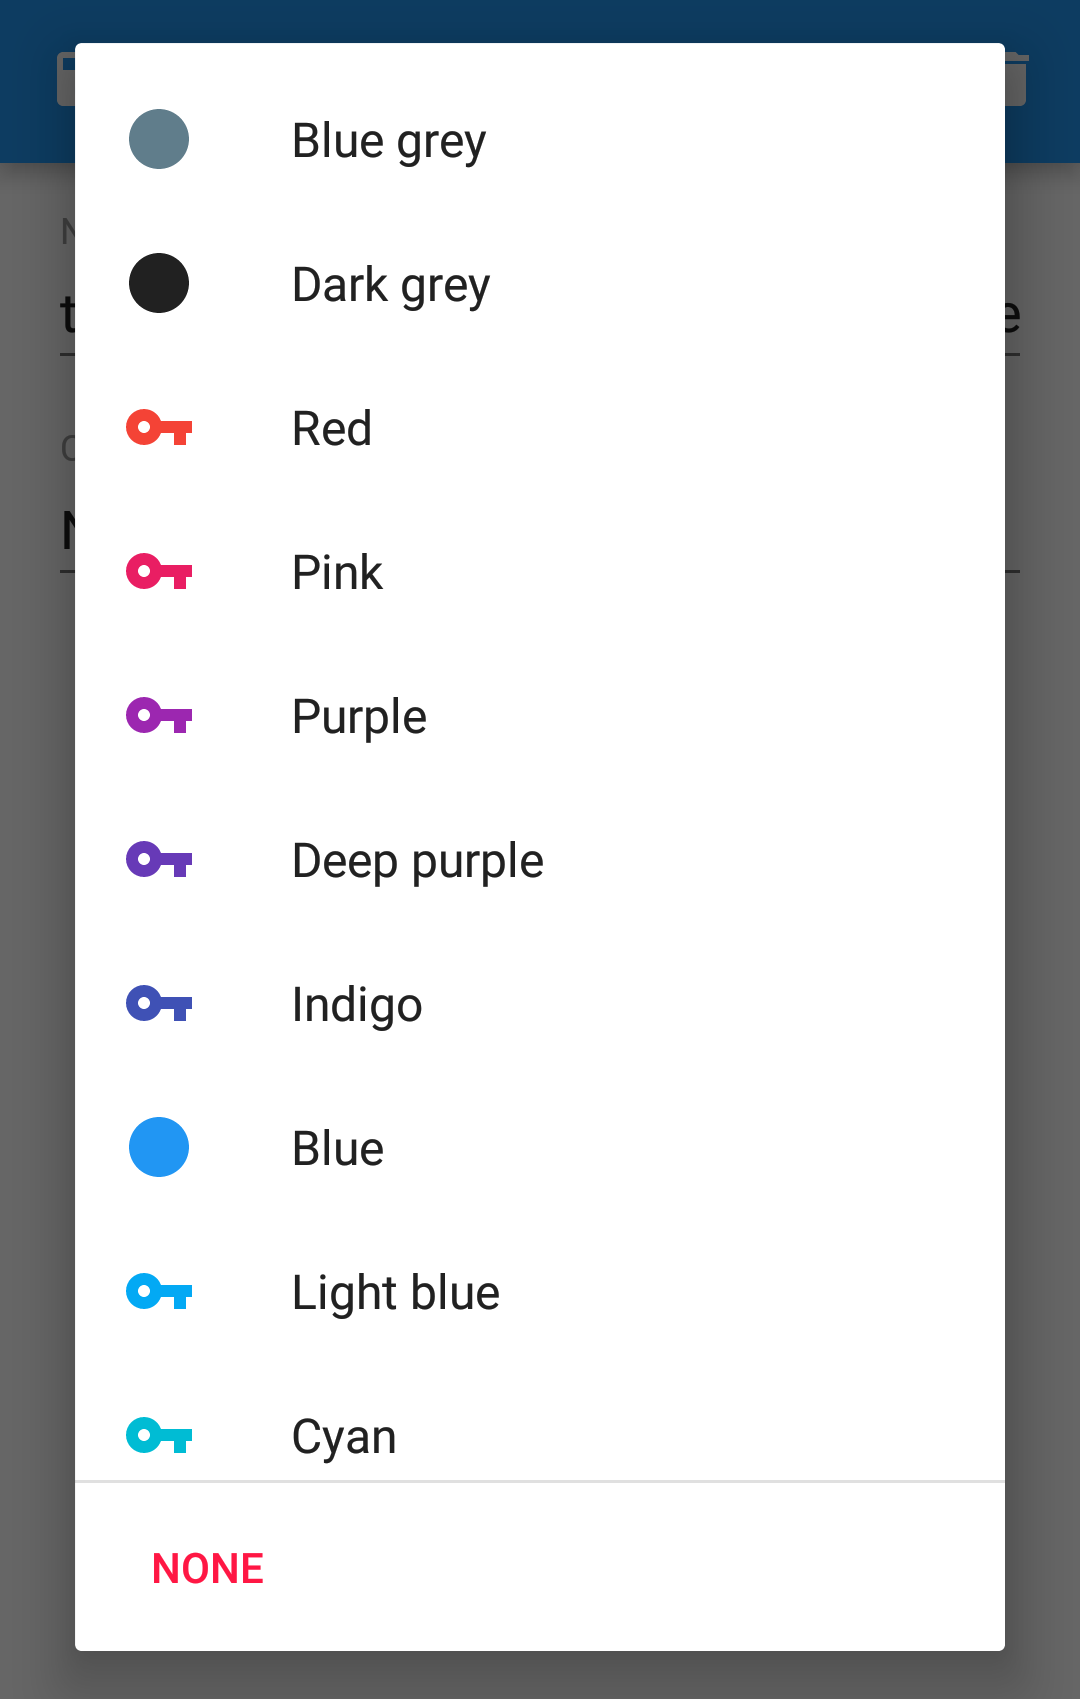 Blue grey
Dark grey
Red
Pink
Purple
Deep purple
Indigo
Blue
Light blue
Cyan
NONE